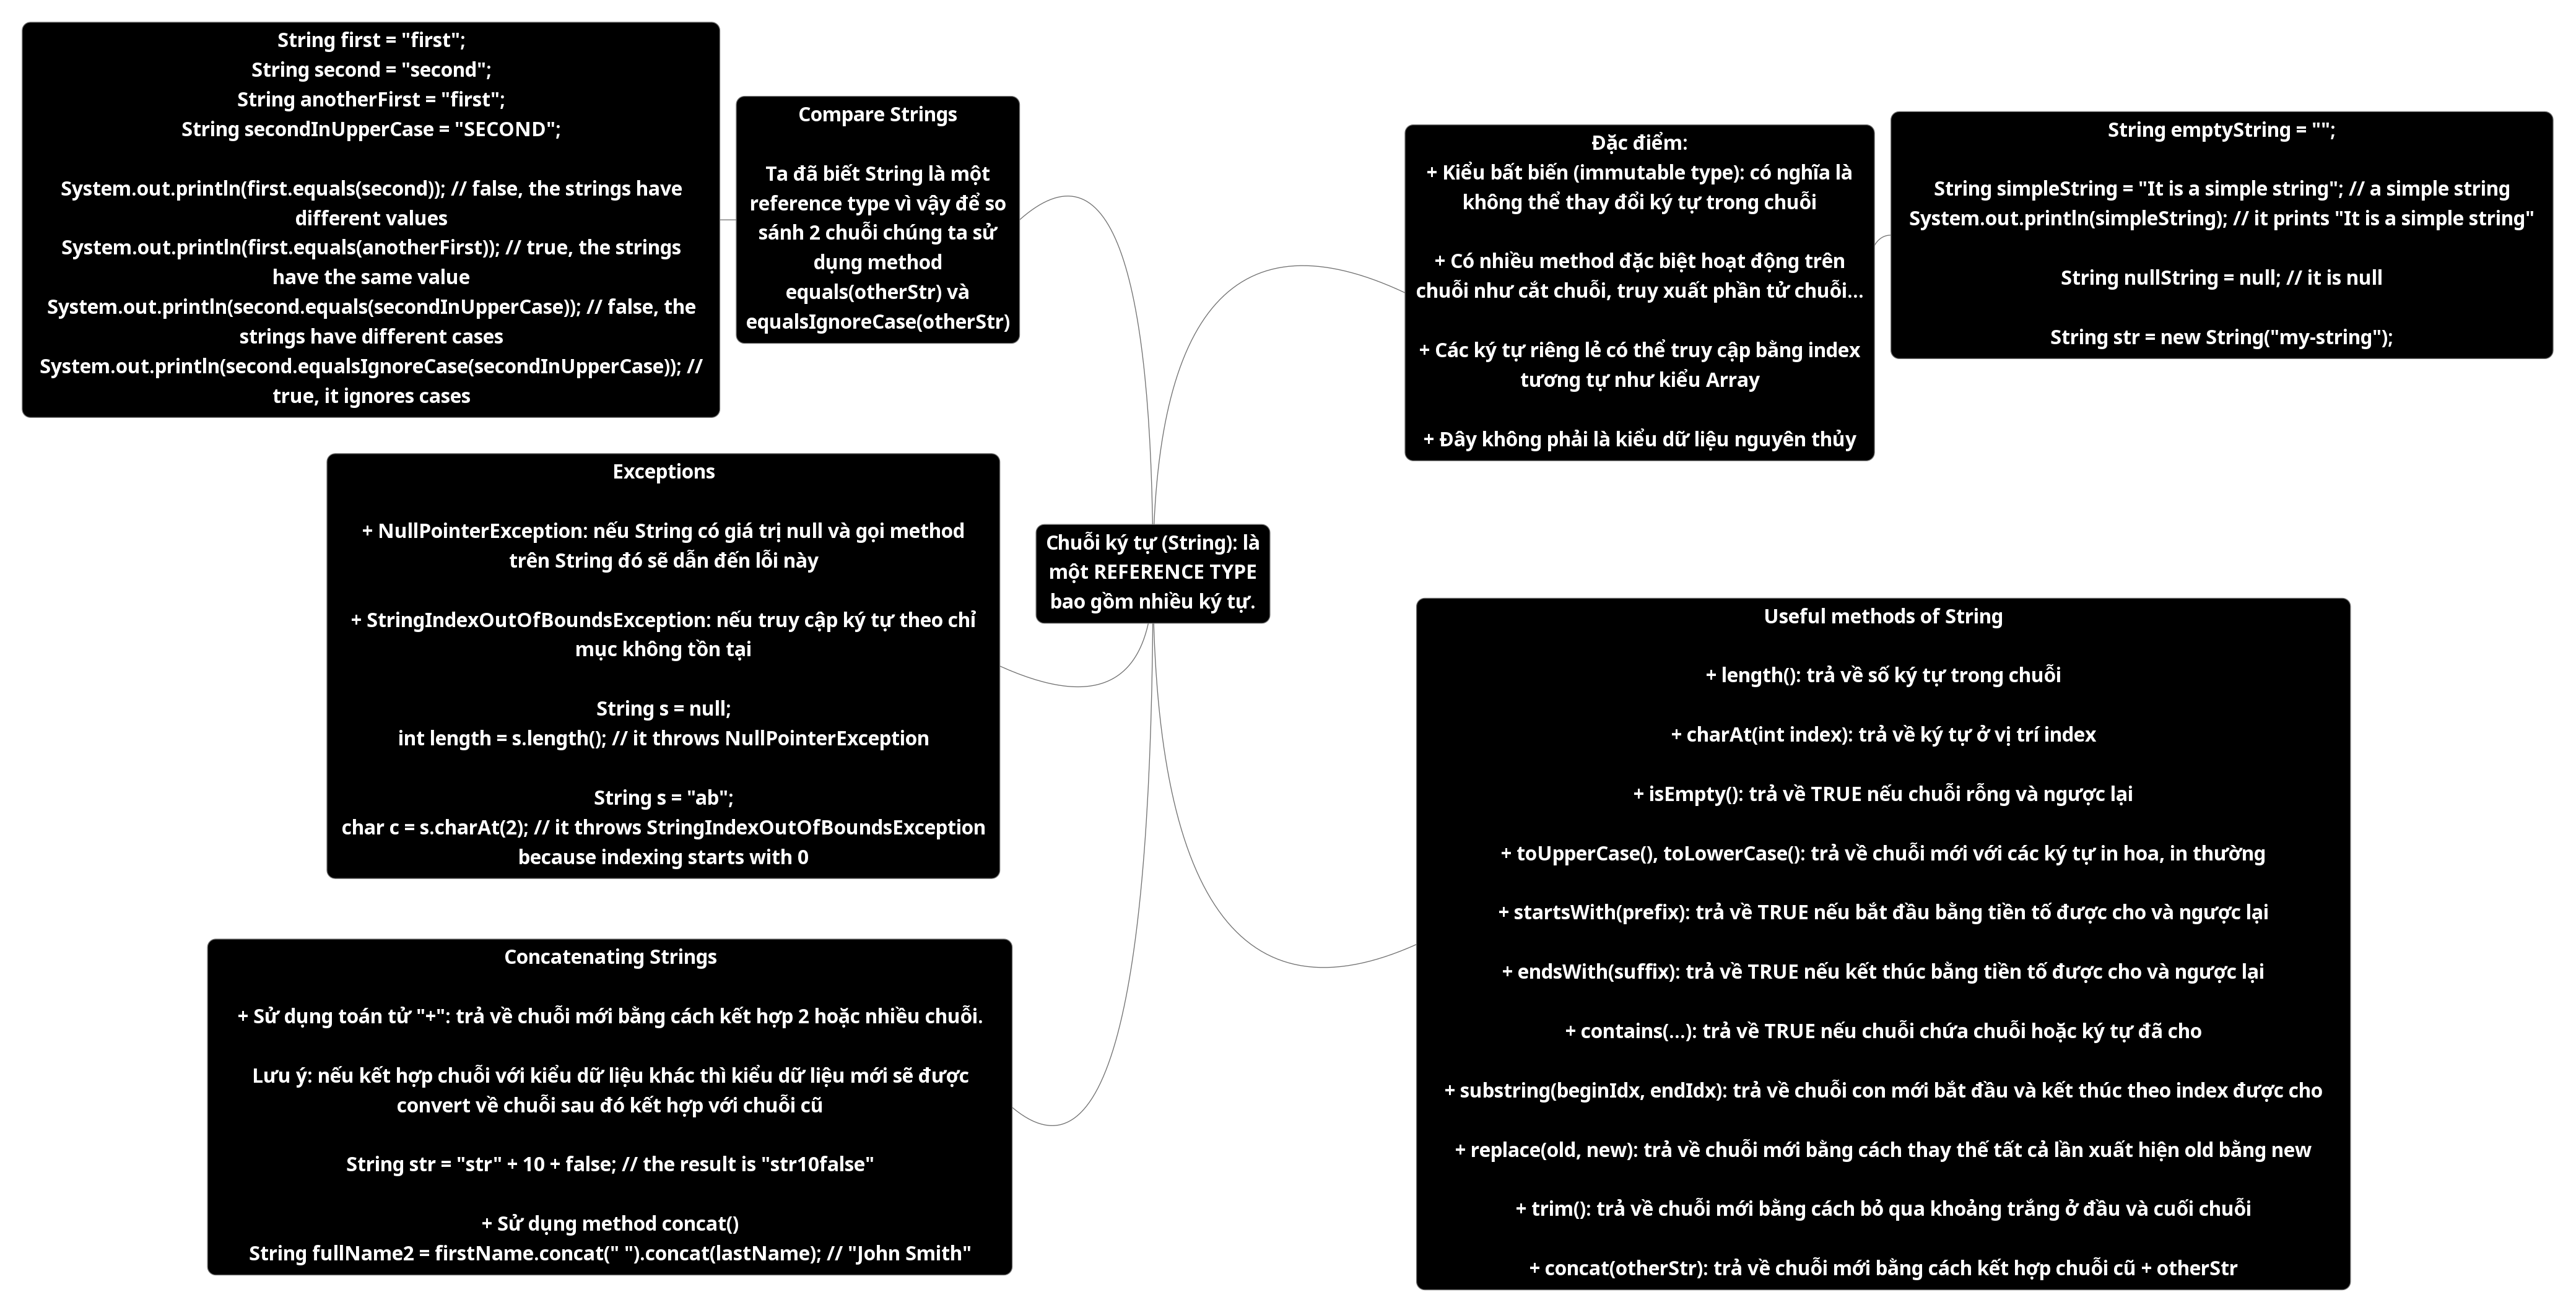 String first = "first";
String second = "second";
String anotherFirst = "first";
String secondInUpperCase = "SECOND";
System.out.println(first.equals(second)); // false, the strings have
different values
System.out.println(first.equals(anotherFirst)); // true, the strings
have the same value
System.out.println(second.equals(secondInUpperCase)); // false, the
strings have different cases
System.out.println(second.equalsIgnoreCase(secondInUpperCase)); //
true, it ignores cases
Compare Strings
Ta đã biết String là một
reference type vì vậy để so
sánh 2 chuỗi chúng ta sử
dụng method
equals(otherStr) và
equalsIgnoreCase(otherStr)
Đặc điểm:
+ Kiểu bất biến (immutable type): có nghĩa là
không thể thay đổi ký tự trong chuỗi
+ Có nhiều method đặc biệt hoạt động trên
chuỗi như cắt chuỗi, truy xuất phần tử chuỗi...
+ Các ký tự riêng lẻ có thể truy cập bằng index
tương tự như kiểu Array
+ Đây không phải là kiểu dữ liệu nguyên thủy
String emptyString = "";
String simpleString = "It is a simple string"; // a simple string
System.out.println(simpleString); // it prints "It is a simple string"
String nullString = null; // it is null
String str = new String("my-string");
Exceptions
+ NullPointerException: nếu String có giá trị null và gọi method
trên String đó sẽ dẫn đến lỗi này
+ StringIndexOutOfBoundsException: nếu truy cập ký tự theo chỉ
mục không tồn tại
String s = null;
int length = s.length(); // it throws NullPointerException
String s = "ab";
char c = s.charAt(2); // it throws StringIndexOutOfBoundsException
because indexing starts with 0
Chuỗi ký tự (String): là
một REFERENCE TYPE
bao gồm nhiều ký tự.
Useful methods of String
+ length(): trả về số ký tự trong chuỗi
+ charAt(int index): trả về ký tự ở vị trí index
+ isEmpty(): trả về TRUE nếu chuỗi rỗng và ngược lại
+ toUpperCase(), toLowerCase(): trả về chuỗi mới với các ký tự in hoa, in thường
+ startsWith(prefix): trả về TRUE nếu bắt đầu bằng tiền tố được cho và ngược lại
+ endsWith(suffix): trả về TRUE nếu kết thúc bằng tiền tố được cho và ngược lại
+ contains(...): trả về TRUE nếu chuỗi chứa chuỗi hoặc ký tự đã cho
+ substring(beginIdx, endIdx): trả về chuỗi con mới bắt đầu và kết thúc theo index được cho
+ replace(old, new): trả về chuỗi mới bằng cách thay thế tất cả lần xuất hiện old bằng new
+ trim(): trả về chuỗi mới bằng cách bỏ qua khoảng trắng ở đầu và cuối chuỗi
+ concat(otherStr): trả về chuỗi mới bằng cách kết hợp chuỗi cũ + otherStr
Concatenating Strings
+ Sử dụng toán tử "+": trả về chuỗi mới bằng cách kết hợp 2 hoặc nhiều chuỗi.
Lưu ý: nếu kết hợp chuỗi với kiểu dữ liệu khác thì kiểu dữ liệu mới sẽ được
convert về chuỗi sau đó kết hợp với chuỗi cũ
String str = "str" + 10 + false; // the result is "str10false"
+ Sử dụng method concat()
String fullName2 = firstName.concat(" ").concat(lastName); // "John Smith"